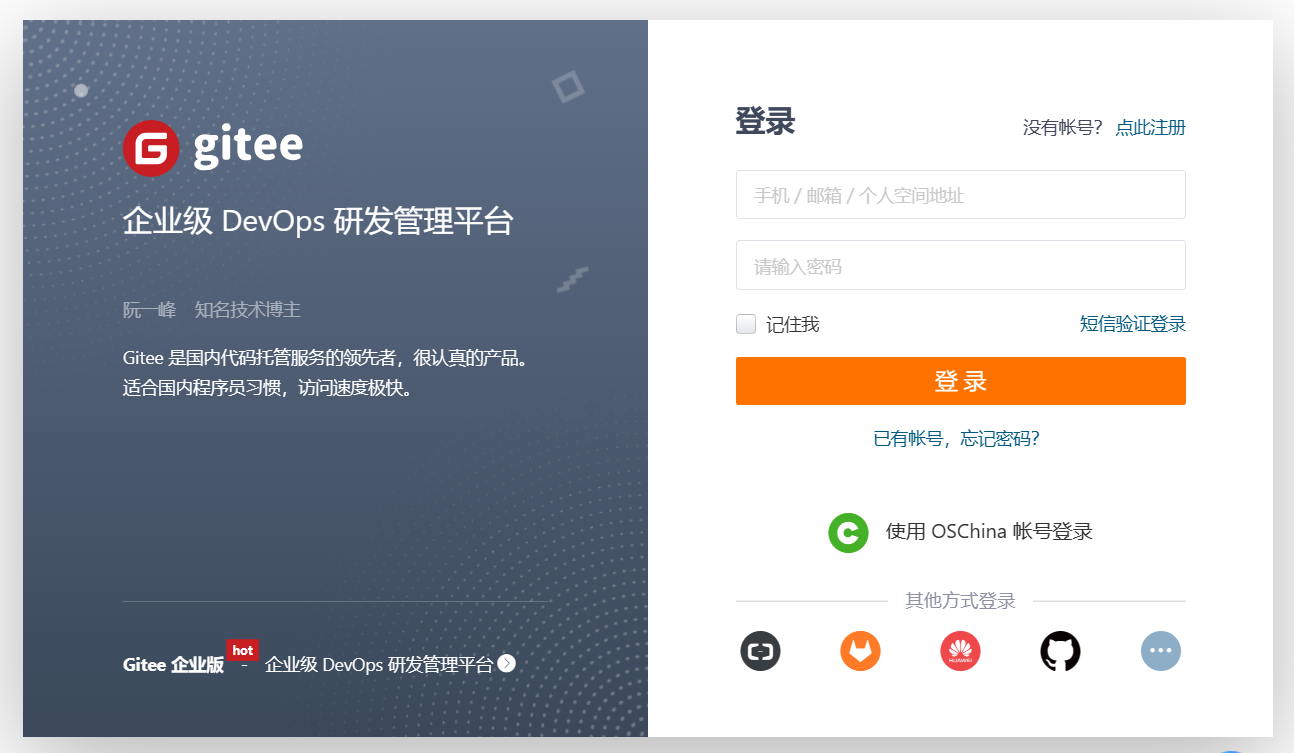 gitee
企业级 DevOps 研发管理平台
阮一峰 知名技术博主
Gitee 是国内代码托管服务的领先者，很认真的产品。
适合国内程序员习惯，访问速度极快。
Gitee 企业版 hot - 企业级 DevOps 研发管理平台
登录
没有帐号？ 点此注册
手机 / 邮箱 / 个人空间地址
请输入密码
记住我 短信验证登录
登 录
已有帐号，忘记密码？
使用 OSChina 帐号登录
其他方式登录
HUAWEI